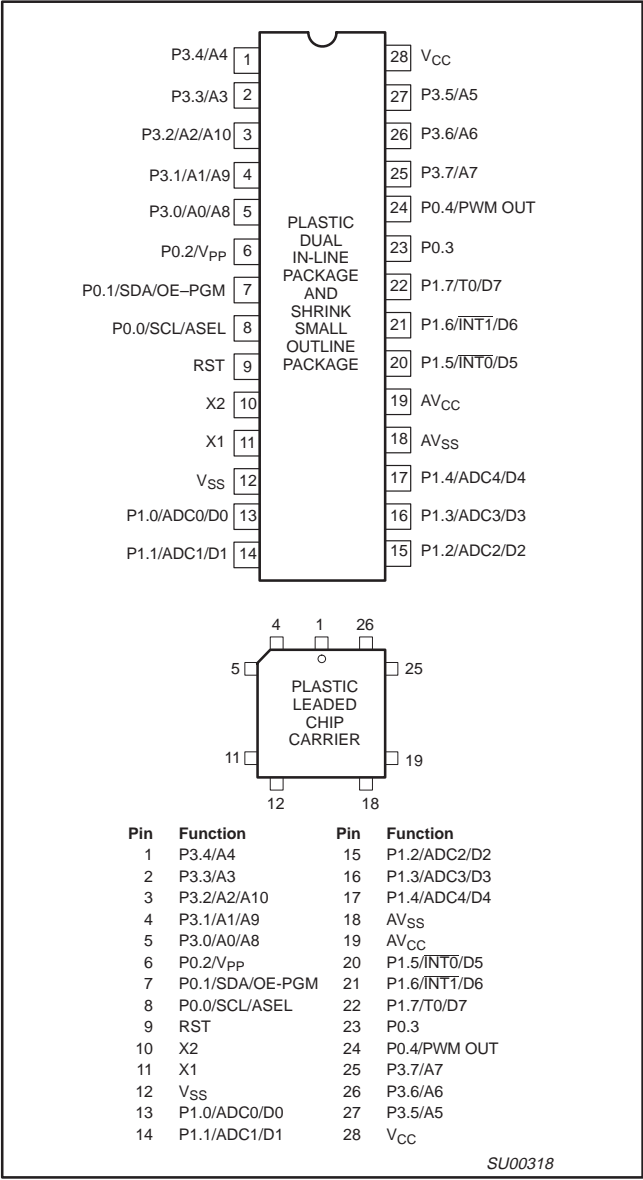 P3.4/A4 1 28 VCC
P3.3/A3 2 27 P3.5/A5
P3.2/A2/A10 3 26 P3.6/A6
P3.1/A1/A9 4 25 P3.7/A7
P3.0/A0/A8 5 24 P0.4/PWM OUT
P0.2/VPP 6 23 P0.3
P0.1/SDA/OE–PGM 7 22 P1.7/T0/D7
P0.0/SCL/ASEL 8 21 P1.6/INT1/D6
RST 9 20 P1.5/INT0/D5
X2 10 19 AVCC
X1 11 18 AVSS
VSS 12 17 P1.4/ADC4/D4
P1.0/ADC0/D0 13 16 P1.3/ADC3/D3
P1.1/ADC1/D1 14 15 P1.2/ADC2/D2
PLASTIC
DUAL
IN-LINE
PACKAGE
AND
SHRINK
SMALL
OUTLINE
PACKAGE
4 1 26
5 25
PLASTIC
LEADED
CHIP
CARRIER
11 19
12 18
Pin Function Pin Function
1 P3.4/A4 15 P1.2/ADC2/D2
2 P3.3/A3 16 P1.3/ADC3/D3
3 P3.2/A2/A10 17 P1.4/ADC4/D4
4 P3.1/A1/A9 18 AVSS
5 P3.0/A0/A8 19 AVCC
6 P0.2/VPP 20 P1.5/INT0/D5
7 P0.1/SDA/OE-PGM 21 P1.6/INT1/D6
8 P0.0/SCL/ASEL 22 P1.7/T0/D7
9 RST 23 P0.3
10 X2 24 P0.4/PWM OUT
11 X1 25 P3.7/A7
12 VSS 26 P3.6/A6
13 P1.0/ADC0/D0 27 P3.5/A5
14 P1.1/ADC1/D1 28 VCC
SU00318